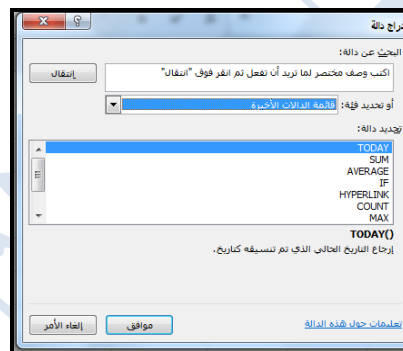 إدراج دالة
البحث عن دالة:
اكتب وصف مختصر لما تريد أن تفعل ثم انقر فوق "انتقال"
إنتقال
أو تحديد فئة: قائمة الدالات الأخيرة
تحديد دالة:
TODAY
SUM
AVERAGE
IF
HYPERLINK
COUNT
MAX
TODAY()
إرجاع التاريخ الحالي الذي تم تنسيقه كتاريخ.
تعليمات حول هذه الدالة
موافق
إلغاء الأمر